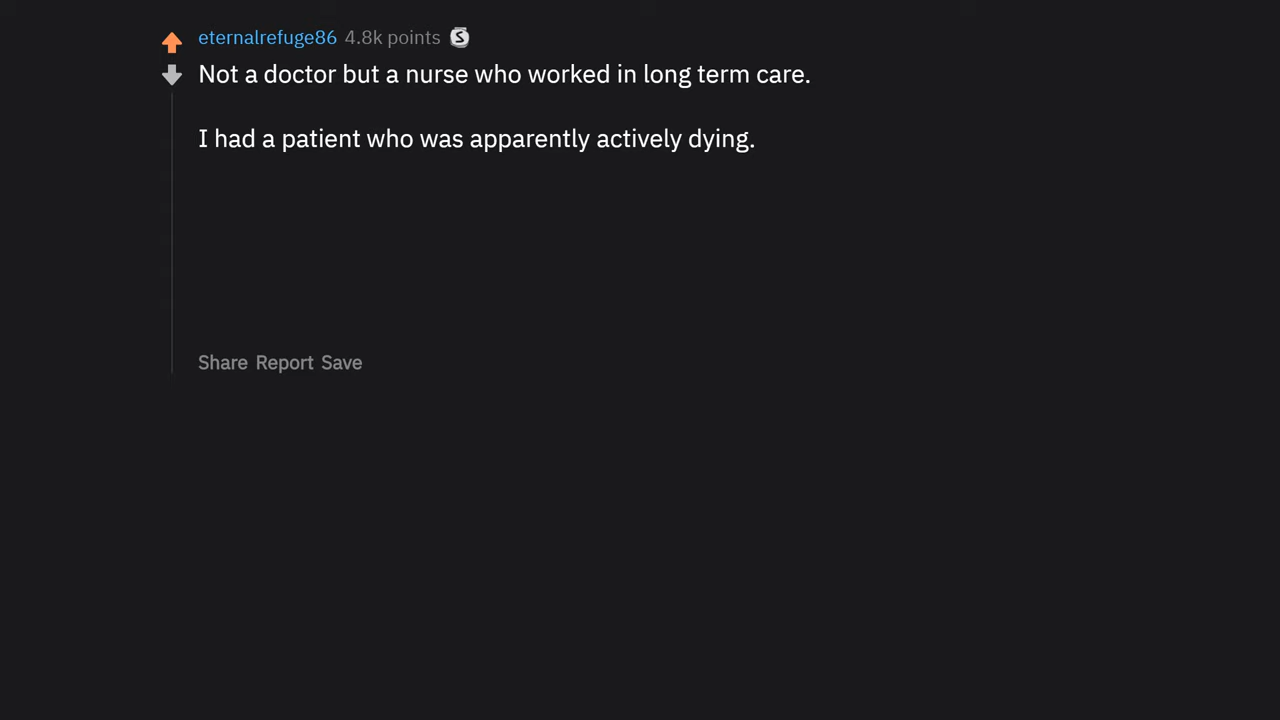 eternalrefuge86 4.8k points S
Not a doctor but a nurse who worked in long term care.
I had a patient who was apparently actively dying.
Share Report Save